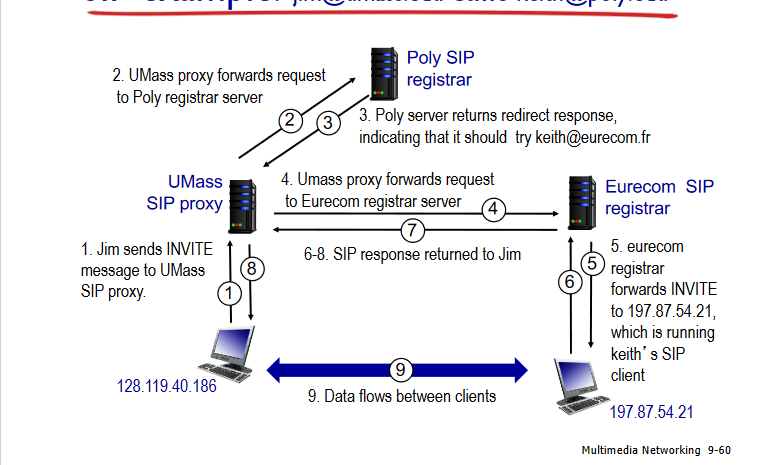 2. UMass proxy forwards request
to Poly registrar server
Poly SIP
registrar
2
3
3. Poly server returns redirect response,
indicating that it should try keith@eurecom.fr
UMass
SIP proxy
4. Umass proxy forwards request
to Eurecom registrar server
4
Eurecom SIP
registrar
7
1. Jim sends INVITE
message to UMass
SIP proxy.
8
1
6-8. SIP response returned to Jim
5
6
5. eurecom
registrar
forwards INVITE
to 197.87.54.21,
which is running
keith’s SIP
client
9
128.119.40.186
9. Data flows between clients
197.87.54.21
Multimedia Networking 9-60